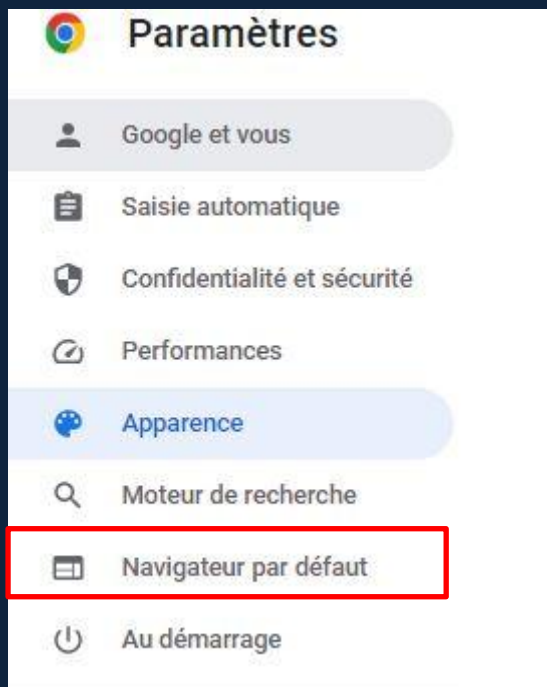 Paramètres
Google et vous
Saisie automatique
Confidentialité et sécurité
Performances
Apparence
Moteur de recherche
Navigateur par défaut
Au démarrage